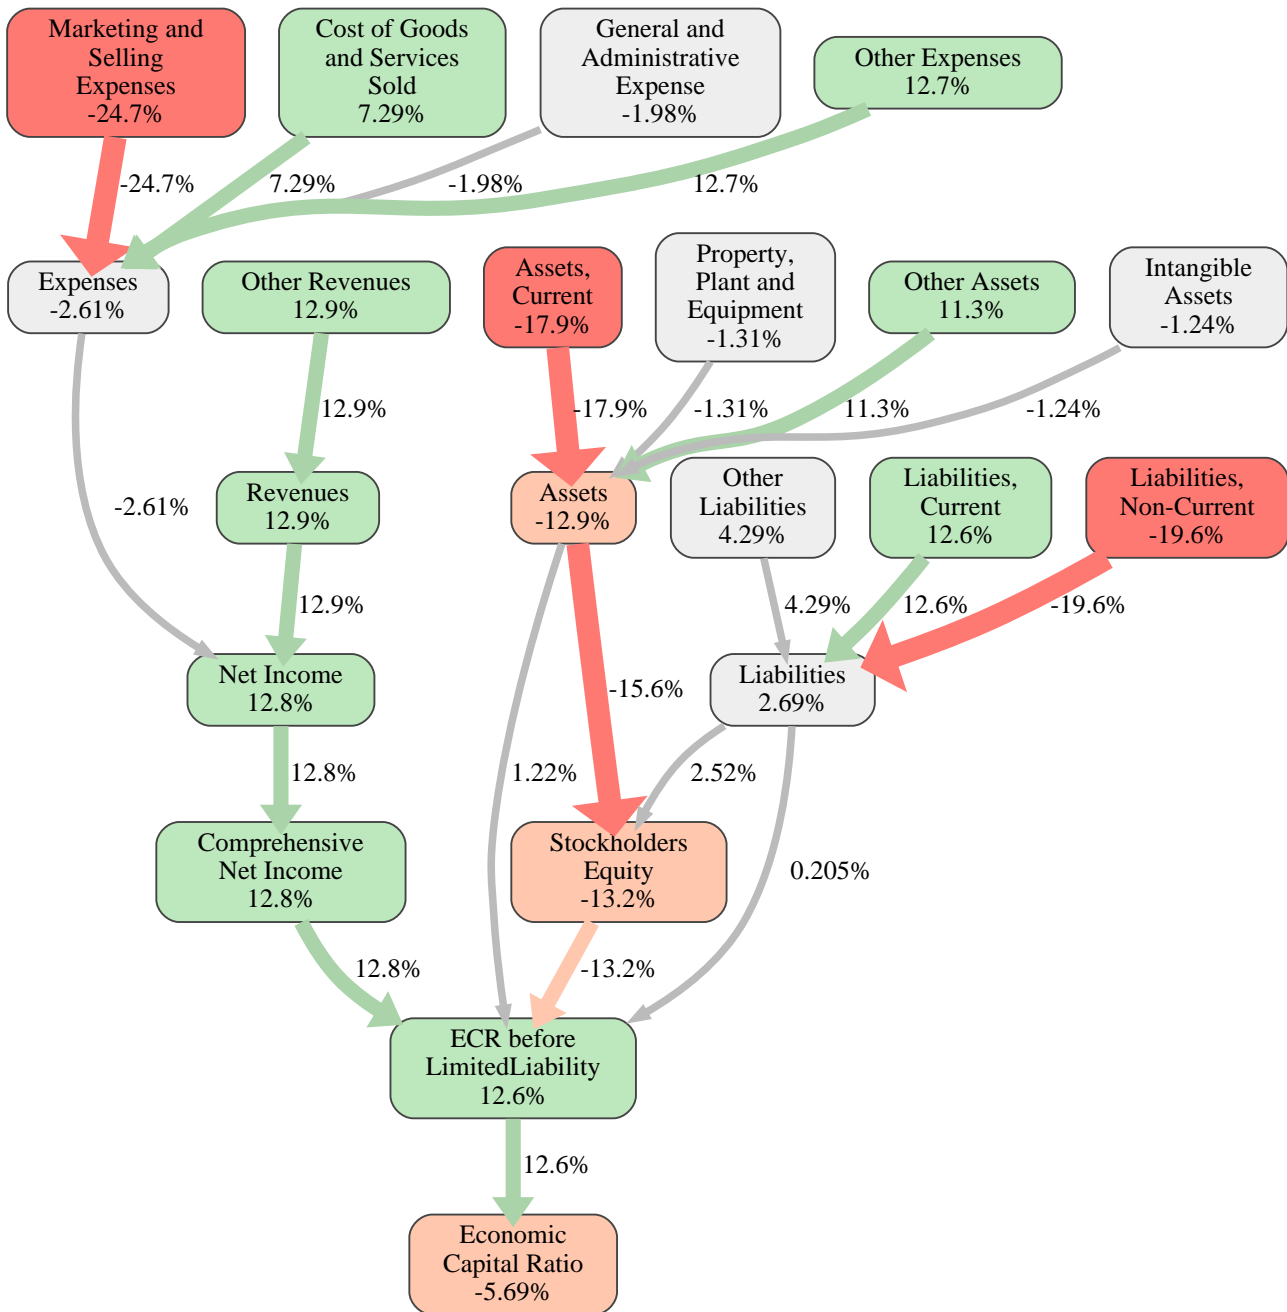 Marketing and
Selling
Expenses
-24.7%
Cost of Goods
and Services
Sold
7.29%
General and
Administrative
Expense
-1.98%
Other Expenses
12.7%
-24.7%
7.29%
-1.98%
12.7%
Expenses
-2.61%
Other Revenues
12.9%
Assets,
Current
-17.9%
Property,
Plant and
Equipment
-1.31%
Other Assets
11.3%
Intangible
Assets
-1.24%
12.9%
-17.9%
-1.31%
11.3%
-1.24%
-2.61%
Revenues
12.9%
Assets
-12.9%
Other
Liabilities
4.29%
Liabilities,
Current
12.6%
Liabilities,
Non-Current
-19.6%
12.9%
4.29%
12.6%
-19.6%
Net Income
12.8%
-15.6%
Liabilities
2.69%
12.8%
1.22%
2.52%
Comprehensive
Net Income
12.8%
Stockholders
Equity
-13.2%
0.205%
12.8%
-13.2%
ECR before
LimitedLiability
12.6%
12.6%
Economic
Capital Ratio
-5.69%